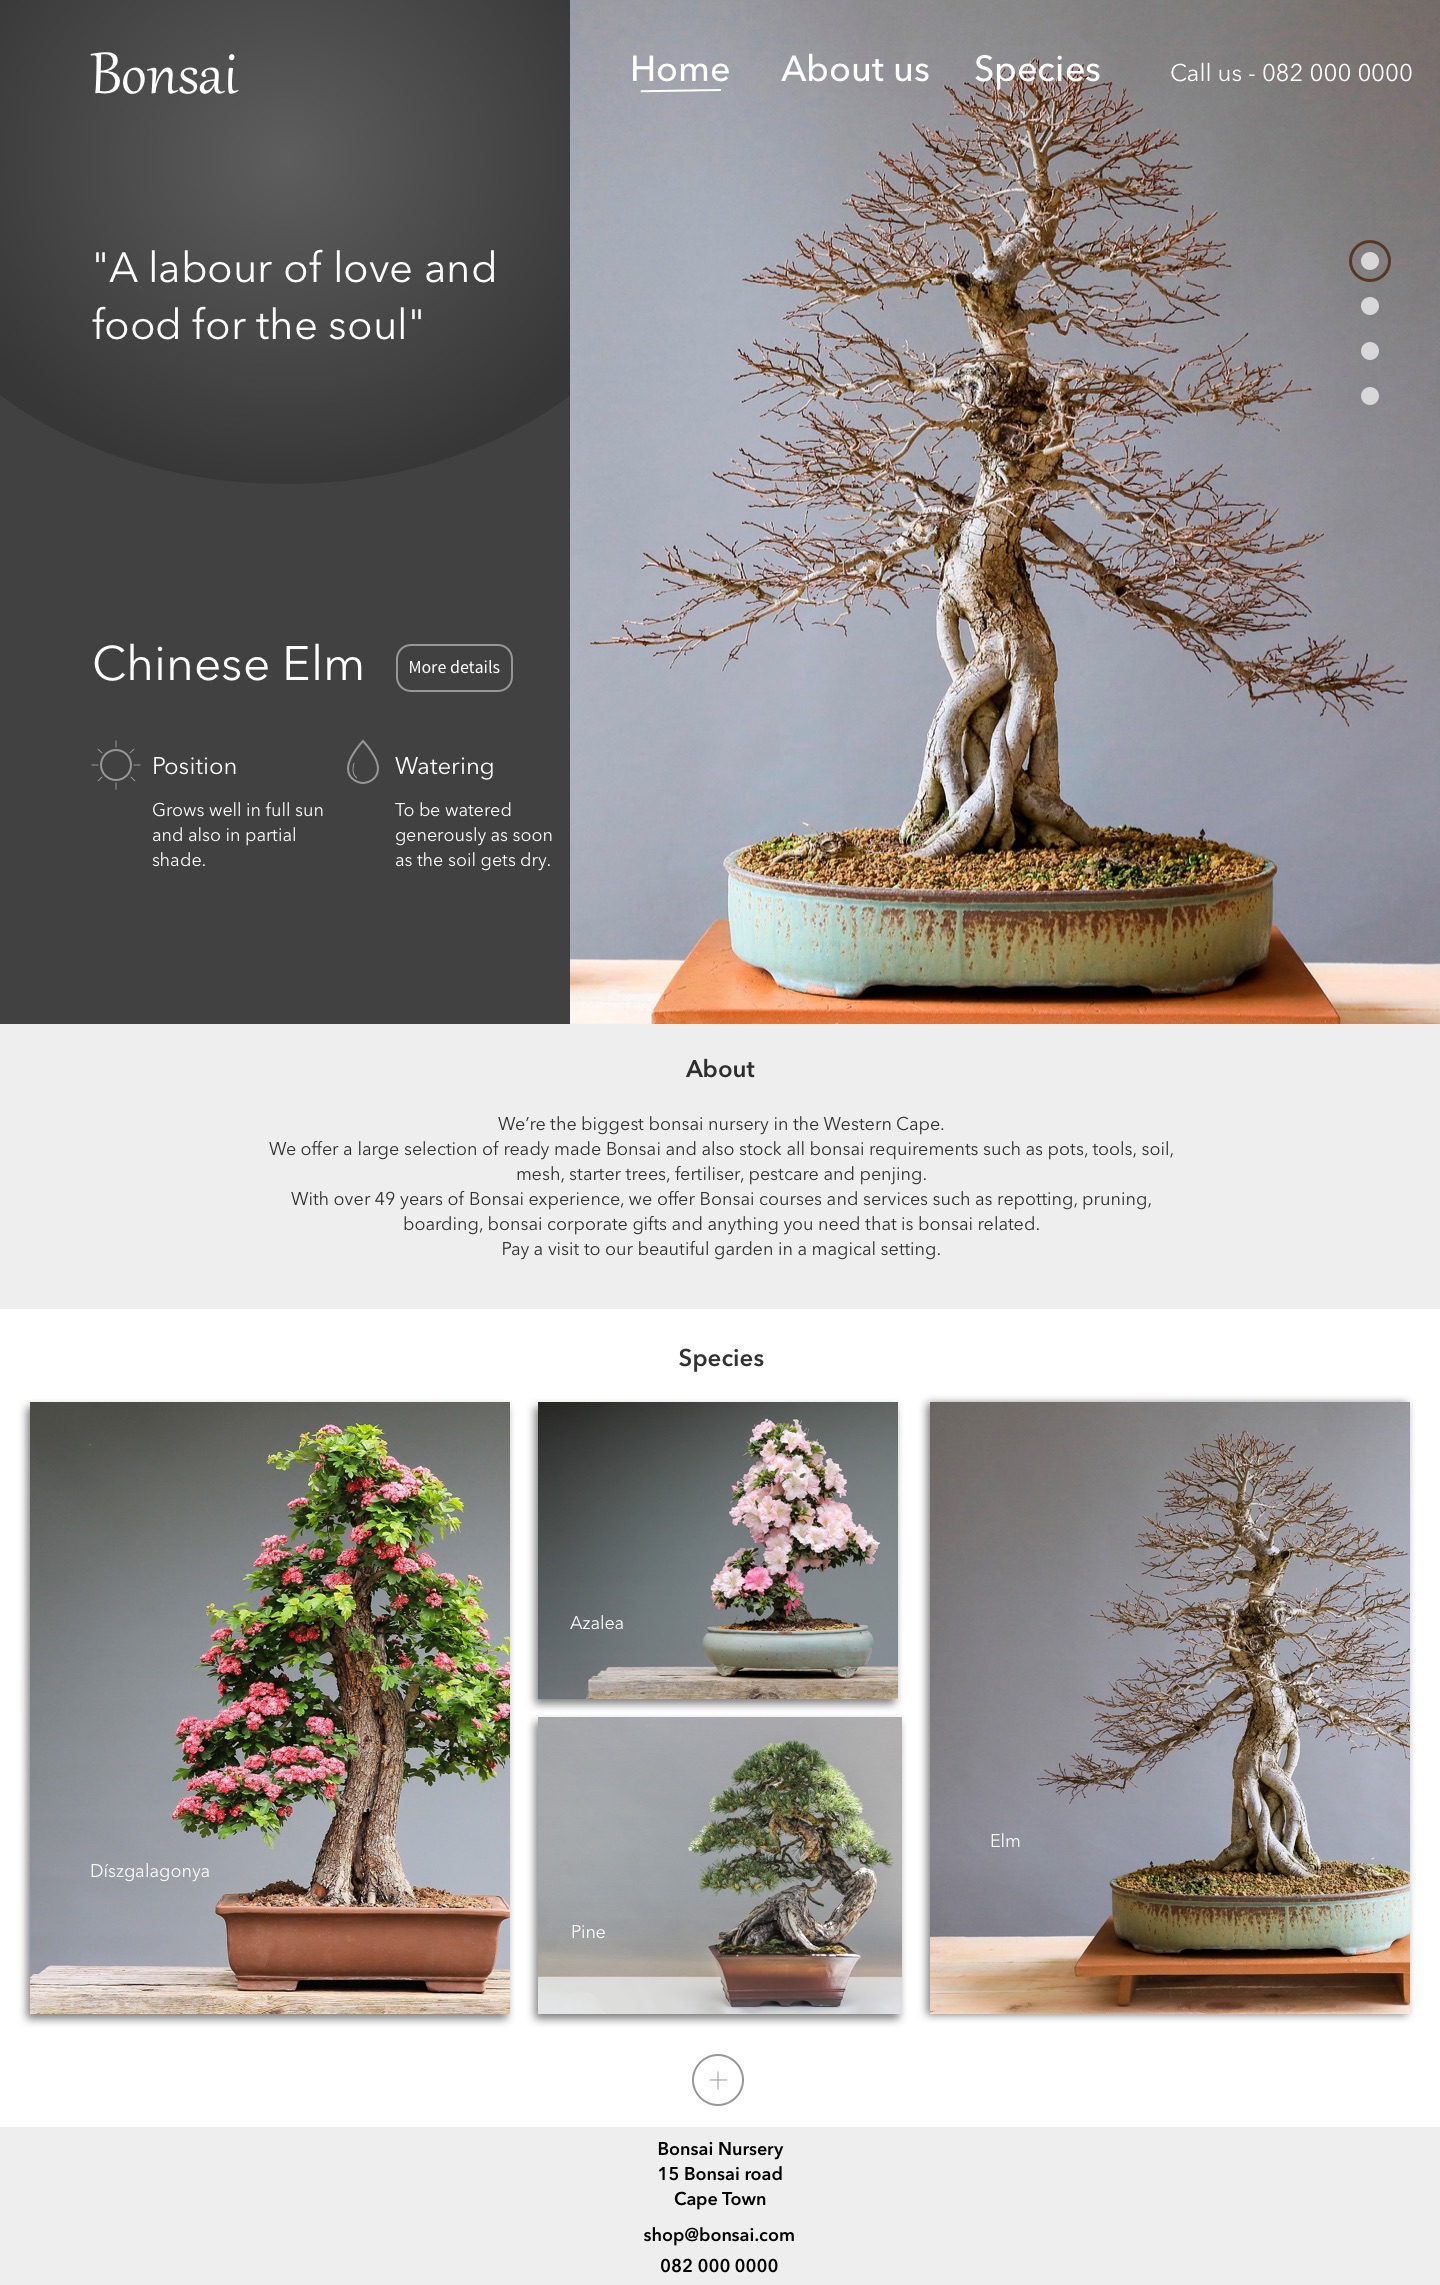 Bonsai
Home
About us
Species
Call us - 082 000 0000
"A labour of love and
food for the soul"
Chinese Elm
More details
Position
Grows well in full sun
and also in partial
shade.
Watering
To be watered
generously as soon
as the soil gets dry.
About
We’re the biggest bonsai nursery in the Western Cape.
We offer a large selection of ready made Bonsai and also stock all bonsai requirements such as pots, tools, soil,
mesh, starter trees, fertiliser, pestcare and penjing.
With over 49 years of Bonsai experience, we offer Bonsai courses and services such as repotting, pruning,
boarding, bonsai corporate gifts and anything you need that is bonsai related.
Pay a visit to our beautiful garden in a magical setting.
Species
Díszgalagonya
Azalea
Pine
Elm
Bonsai Nursery
15 Bonsai road
Cape Town
shop@bonsai.com
082 000 0000